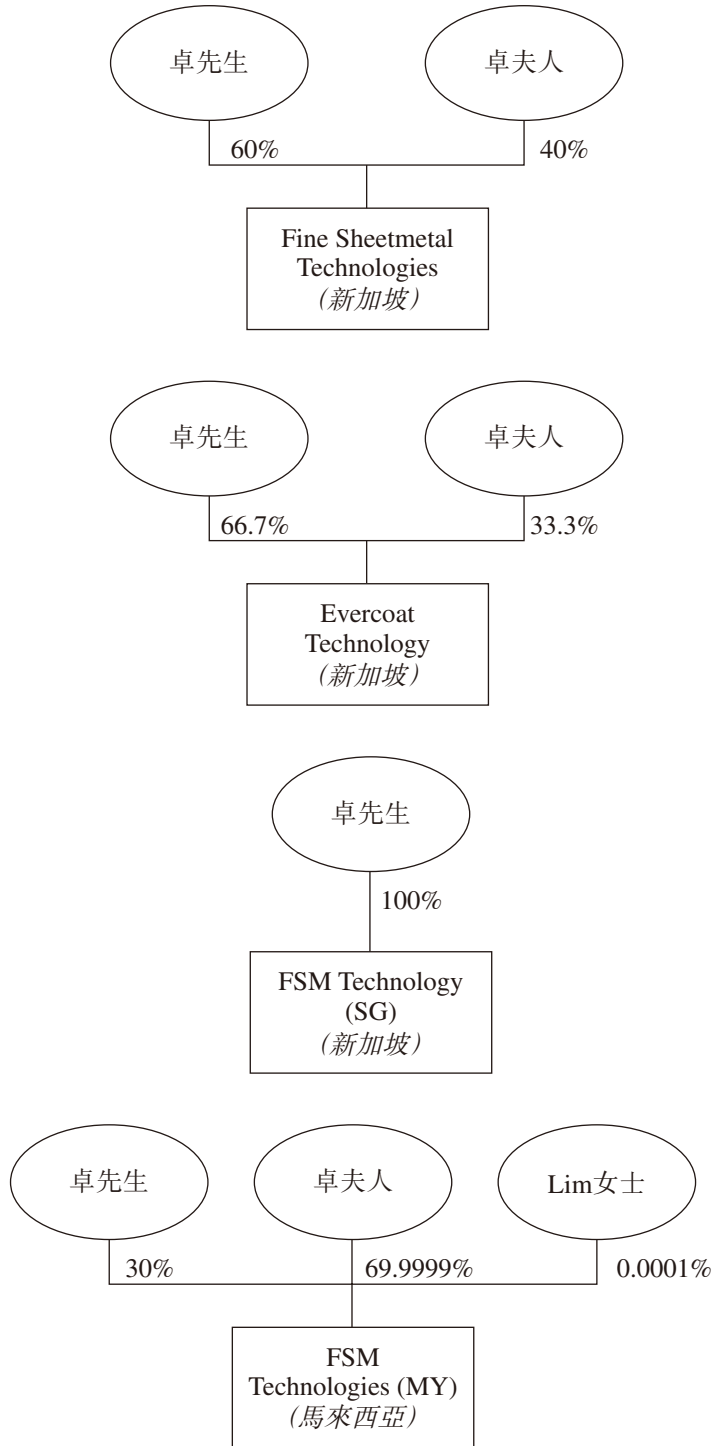 卓先生
卓夫人
60%
40%
Fine Sheetmetal
Technologies
(新加坡)
卓先生
卓夫人
66.7%
33.3%
Evercoat
Technology
(新加坡)
卓先生
100%
FSM Technology
(SG)
(新加坡)
卓先生
卓夫人
Lim女士
30%
69.9999%
0.0001%
FSM
Technologies (MY)
(馬來西亞)